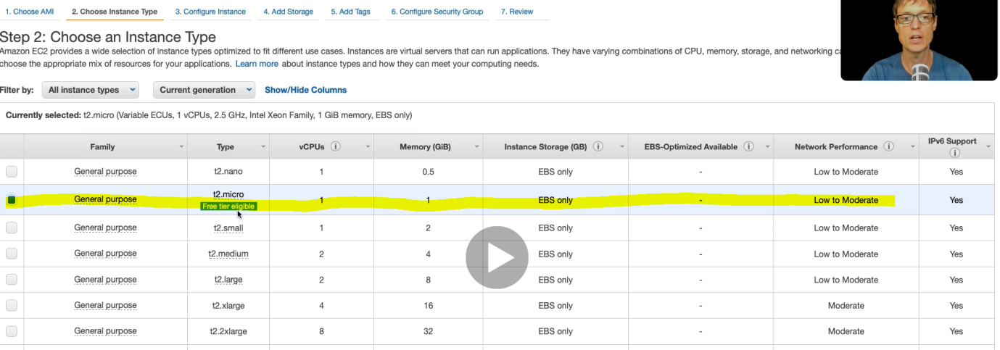 1. Choose AMI 2. Choose Instance Type 3. Configure Instance 4. Add Storage 5. Add Tags 6. Configure Security Group 7. Review
Step 2: Choose an Instance Type
Amazon EC2 provides a wide selection of instance types optimized to fit different use cases. Instances are virtual servers that can run applications. They have varying combinations of CPU, memory, storage, and networking
choose the appropriate mix of resources for your applications. Learn more about instance types and how they can meet your computing needs.
Filter by: All instance types Current generation Show/Hide Columns
Currently selected: t2.micro (Variable ECUs, 1 vCPUs, 2.5 GHz, Intel Xeon Family, 1 GiB memory, EBS only)
Family Type vCPUs Memory (GiB) Instance Storage (GB) EBS-Optimized Available Network Performance IPv6 Support
General purpose t2.nano 1 0.5 EBS only - Low to Moderate Yes
General purpose t2.micro 1 1 EBS only - Low to Moderate Yes
Free tier eligible
General purpose t2.small 1 2 EBS only - Low to Moderate Yes
General purpose t2.medium 2 4 EBS only - Low to Moderate Yes
General purpose t2.large 2 8 EBS only - Low to Moderate Yes
General purpose t2.xlarge 4 16 EBS only - Moderate Yes
General purpose t2.2xlarge 8 32 EBS only - Moderate Yes